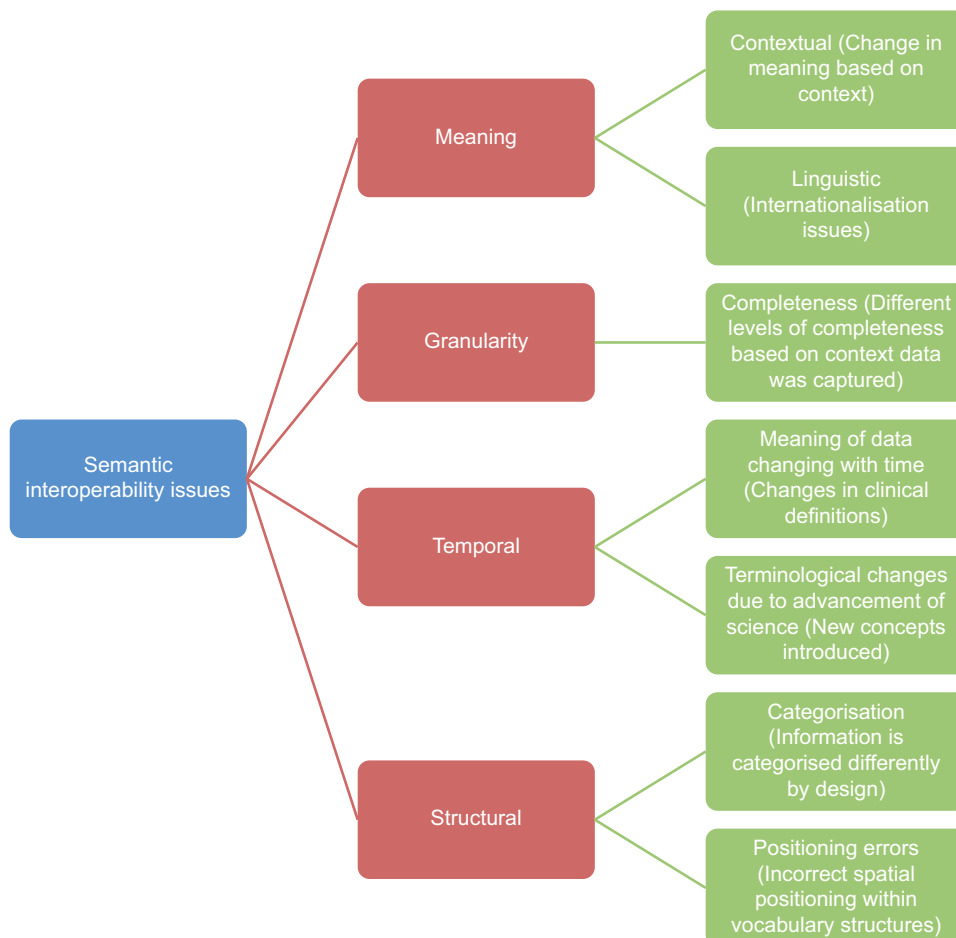 Semantic
interoperability issues
Meaning
Contextual (Change in
meaning based on
context)
Linguistic
(Internationalisation
issues)
Granularity
Completeness (Different
levels of completeness
based on context data
was captured)
Temporal
Meaning of data
changing with time
(Changes in clinical
definitions)
Terminological changes
due to advancement of
science (New concepts
introduced)
Structural
Categorisation
(Information is
categorised differently
by design)
Positioning errors
(Incorrect spatial
positioning within
vocabulary structures)